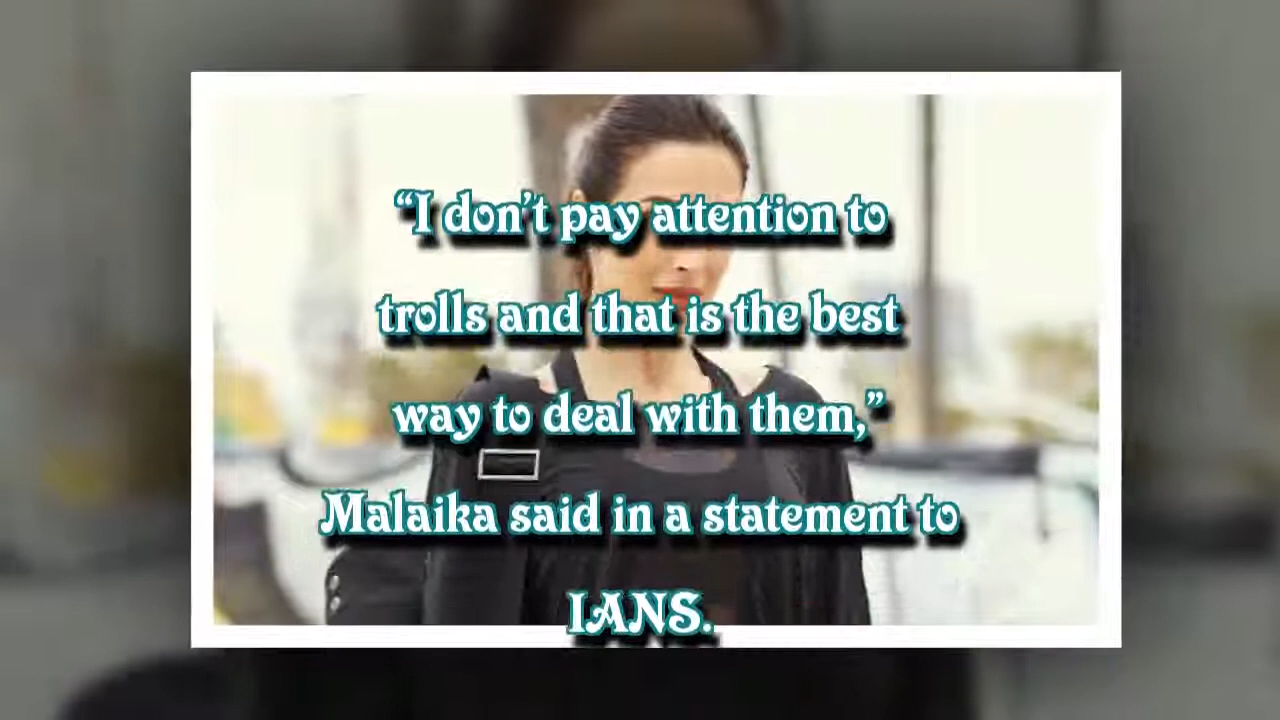 “I don’t pay attention to
trolls and that is the best
way to deal with them,”
Malaika said in a statement to
IANS.